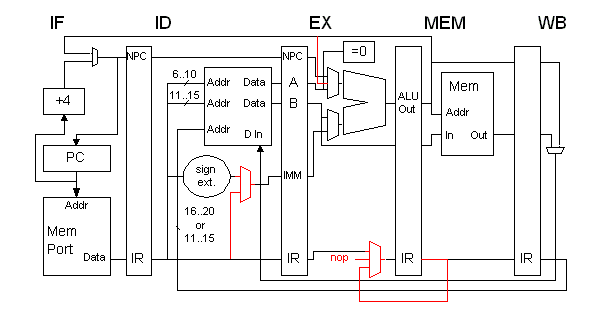 IF ID EX MEM WB
NPC NPC =0
+4
6..10 Addr Data A
11..15 Addr Data B
Addr D In
ALU
Out
Mem
Addr
In Out
PC
sign
ext.
IMM
16..20
or
11..15
Addr
Mem
Port
Data
IR IR nop IR IR